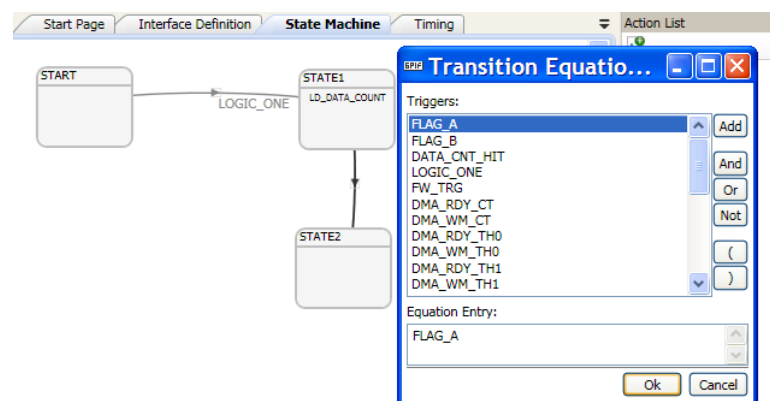 Start Page Interface Definition State Machine Timing Action List
START
LOGIC_ONE
STATE1
LD_DATA_COUNT
STATE2
GPIF Transition Equatio...
Triggers:
FLAG_A
FLAG_B
DATA_CNT_HIT
LOGIC_ONE
FW_TRG
DMA_RDY_CT
DMA_WM_CT
DMA_RDY_TH0
DMA_WM_TH0
DMA_RDY_TH1
DMA_WM_TH1
Add
And
Or
Not
(
)
Equation Entry:
FLAG_A
Ok Cancel